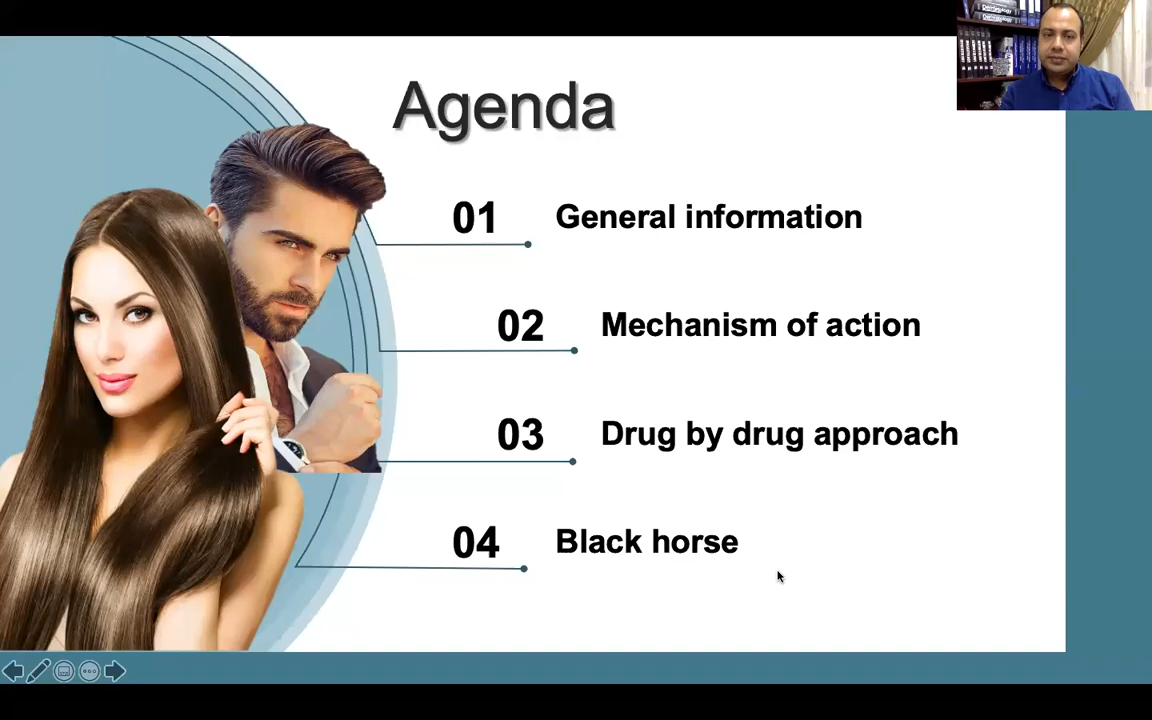 Agenda
01 General information
02 Mechanism of action
03 Drug by drug approach
04 Black horse